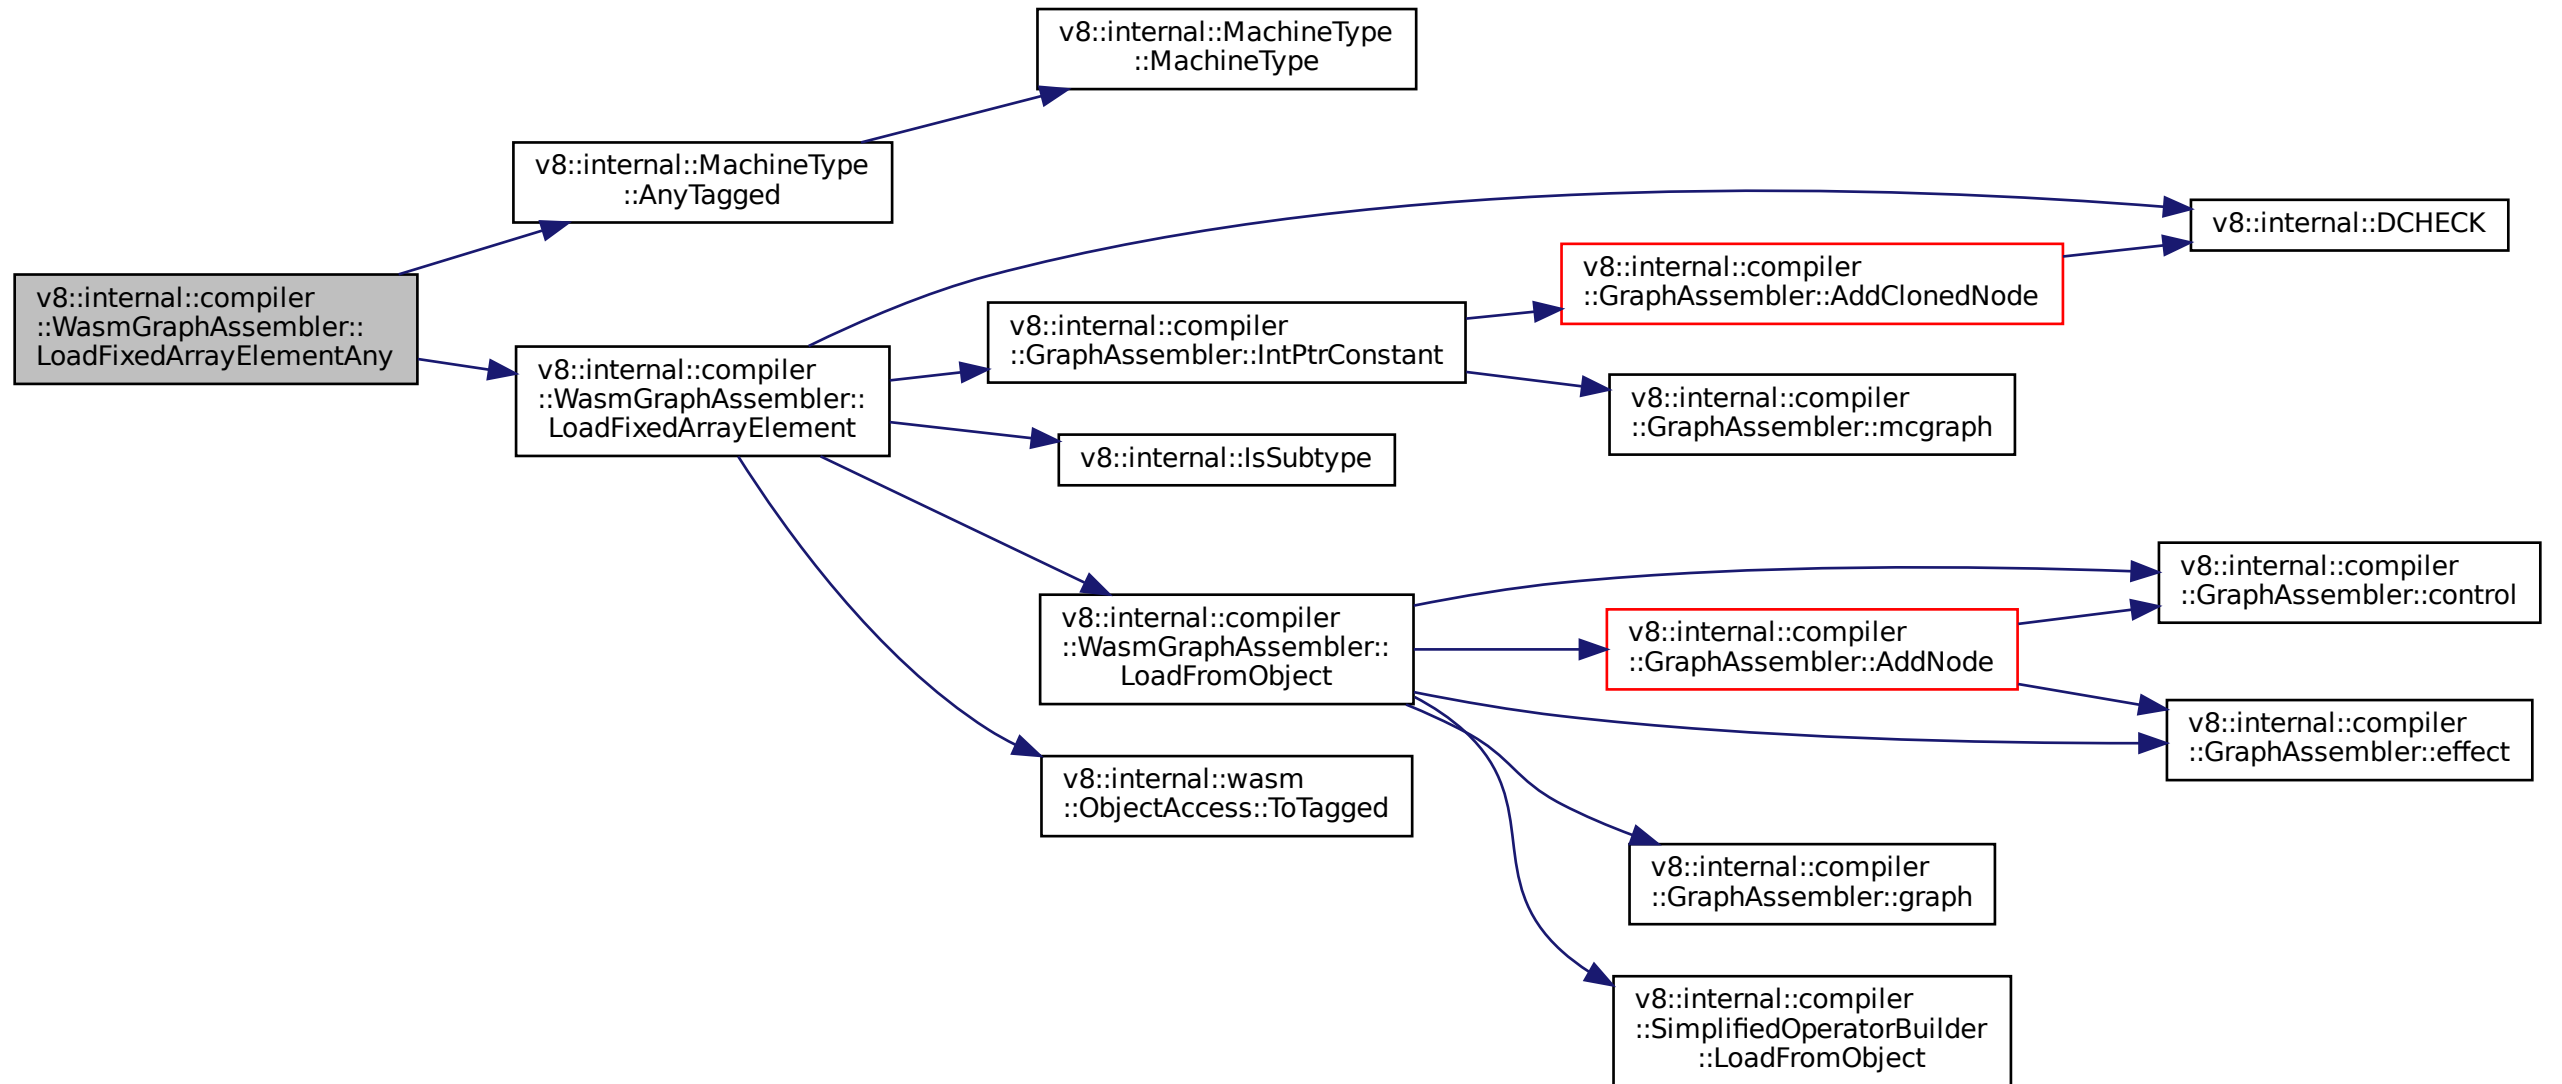 v8::internal::MachineType
::MachineType
v8::internal::MachineType
::AnyTagged
v8::internal::DCHECK
v8::internal::compiler
::GraphAssembler::AddClonedNode
v8::internal::compiler
::WasmGraphAssembler::
LoadFixedArrayElementAny
v8::internal::compiler
::GraphAssembler::IntPtrConstant
v8::internal::compiler
::WasmGraphAssembler::
LoadFixedArrayElement
v8::internal::compiler
::GraphAssembler::mcgraph
v8::internal::IsSubtype
v8::internal::compiler
::GraphAssembler::control
v8::internal::compiler
::WasmGraphAssembler::
LoadFromObject
v8::internal::compiler
::GraphAssembler::AddNode
v8::internal::compiler
::GraphAssembler::effect
v8::internal::wasm
::ObjectAccess::ToTagged
v8::internal::compiler
::GraphAssembler::graph
v8::internal::compiler
::SimplifiedOperatorBuilder
::LoadFromObject